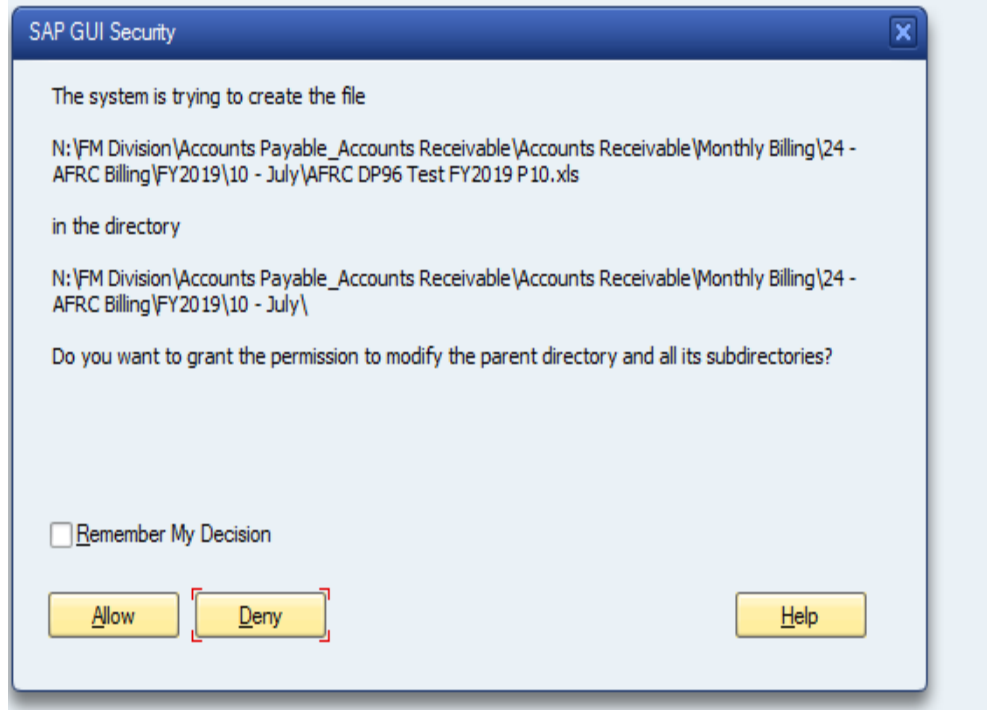 SAP GUI Security
The system is trying to create the file
N:\FM Division\Accounts Payable_Accounts Receivable\Accounts Receivable\Monthly Billing\24 -
AFRC Billing\FY2019\10 - July\AFRC DP96 Test FY2019 P10.xls
in the directory
N:\FM Division\Accounts Payable_Accounts Receivable\Accounts Receivable\Monthly Billing\24 -
AFRC Billing\FY2019\10 - July\
Do you want to grant the permission to modify the parent directory and all its subdirectories?
Remember My Decision
Allow Deny Help